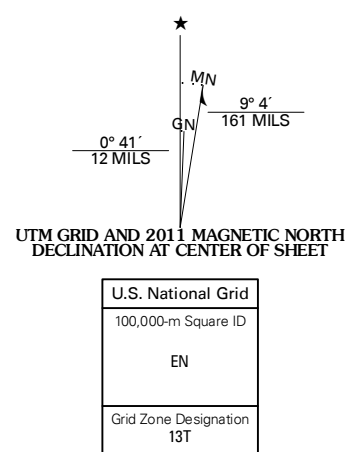 ★
MN
9° 4´
161 MILS
GN
0° 41´
12 MILS
UTM GRID AND 2011 MAGNETIC NORTH
DECLINATION AT CENTER OF SHEET
U.S. National Grid
100,000-m Square ID
EN
Grid Zone Designation
13T